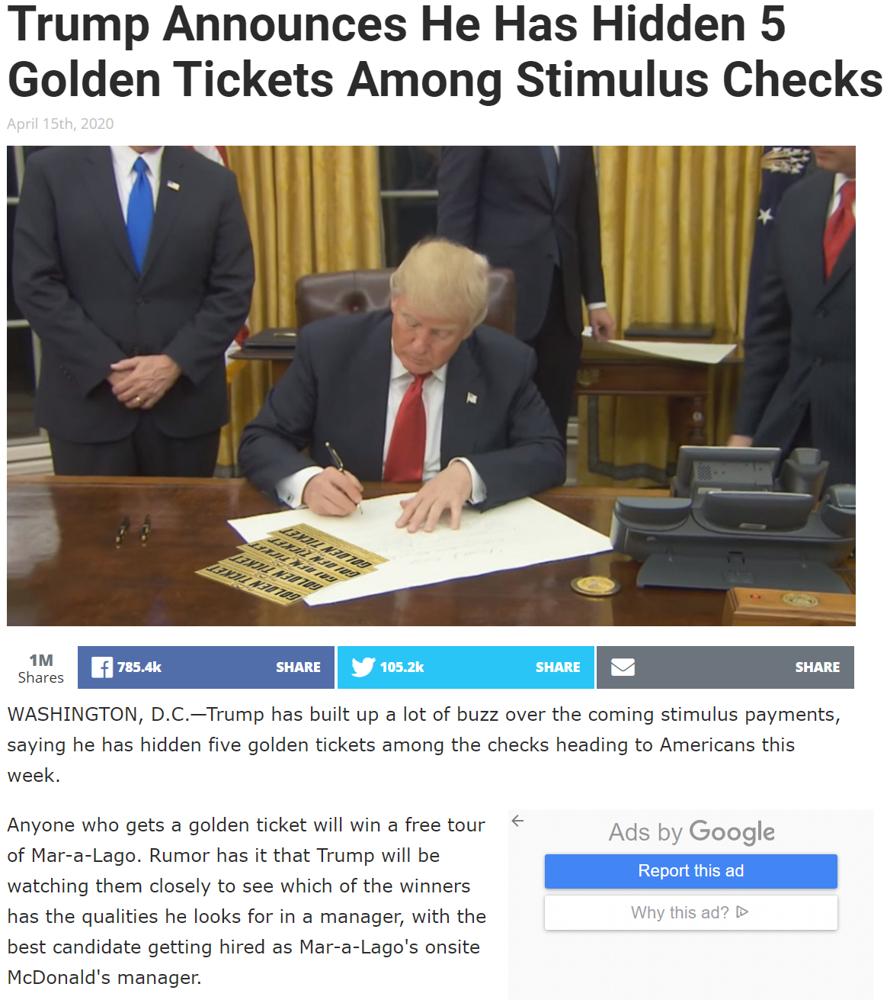 Trump Announces He Has Hidden 5
Golden Tickets Among Stimulus Checks
April 15th, 2020
GOLDEN TICKET
GOLDEN TICKET
GOLDEN TICKET
GOLDEN TICKET
GOLDEN TICKET
1M
Shares
785.4k SHARE
105.2k SHARE
SHARE
WASHINGTON, D.C.—Trump has built up a lot of buzz over the coming stimulus payments,
saying he has hidden five golden tickets among the checks heading to Americans this
week.
Anyone who gets a golden ticket will win a free tour
of Mar-a-Lago. Rumor has it that Trump will be
watching them closely to see which of the winners
has the qualities he looks for in a manager, with the
best candidate getting hired as Mar-a-Lago's onsite
McDonald's manager.
Ads by Google
Report this ad
Why this ad?